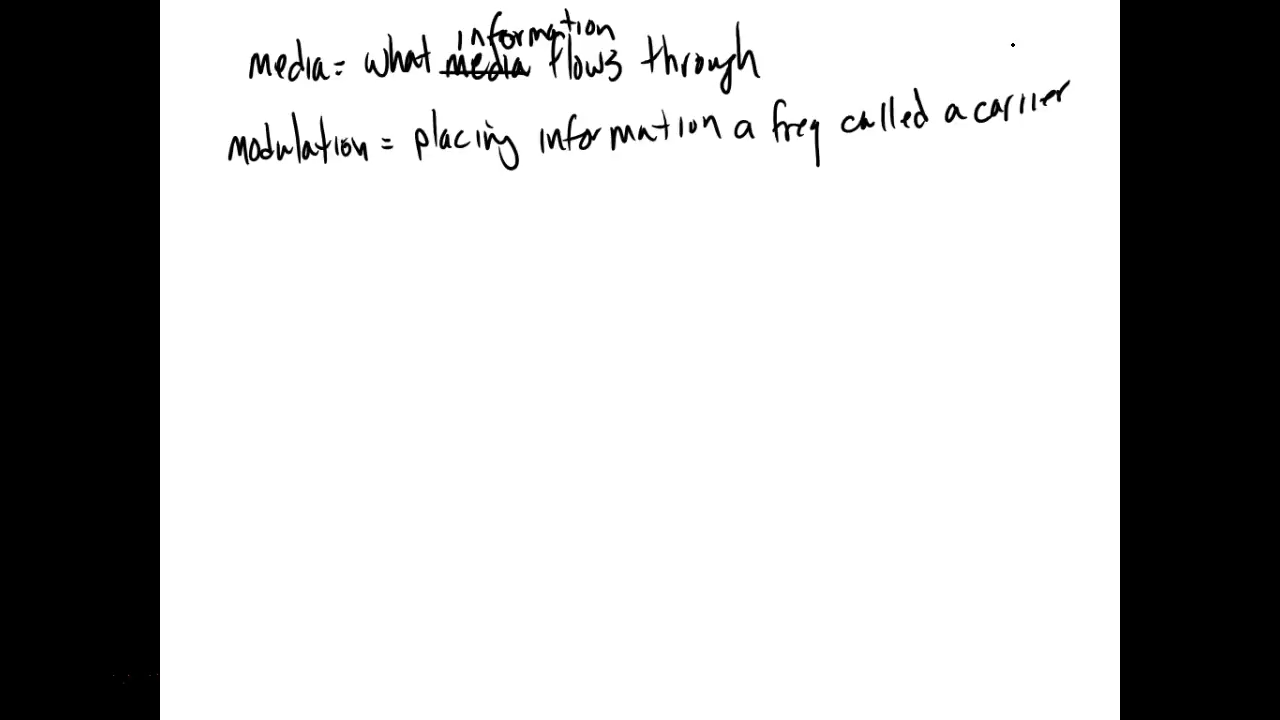 media = what information media flows through
modulation = placing information a freq called a carrier